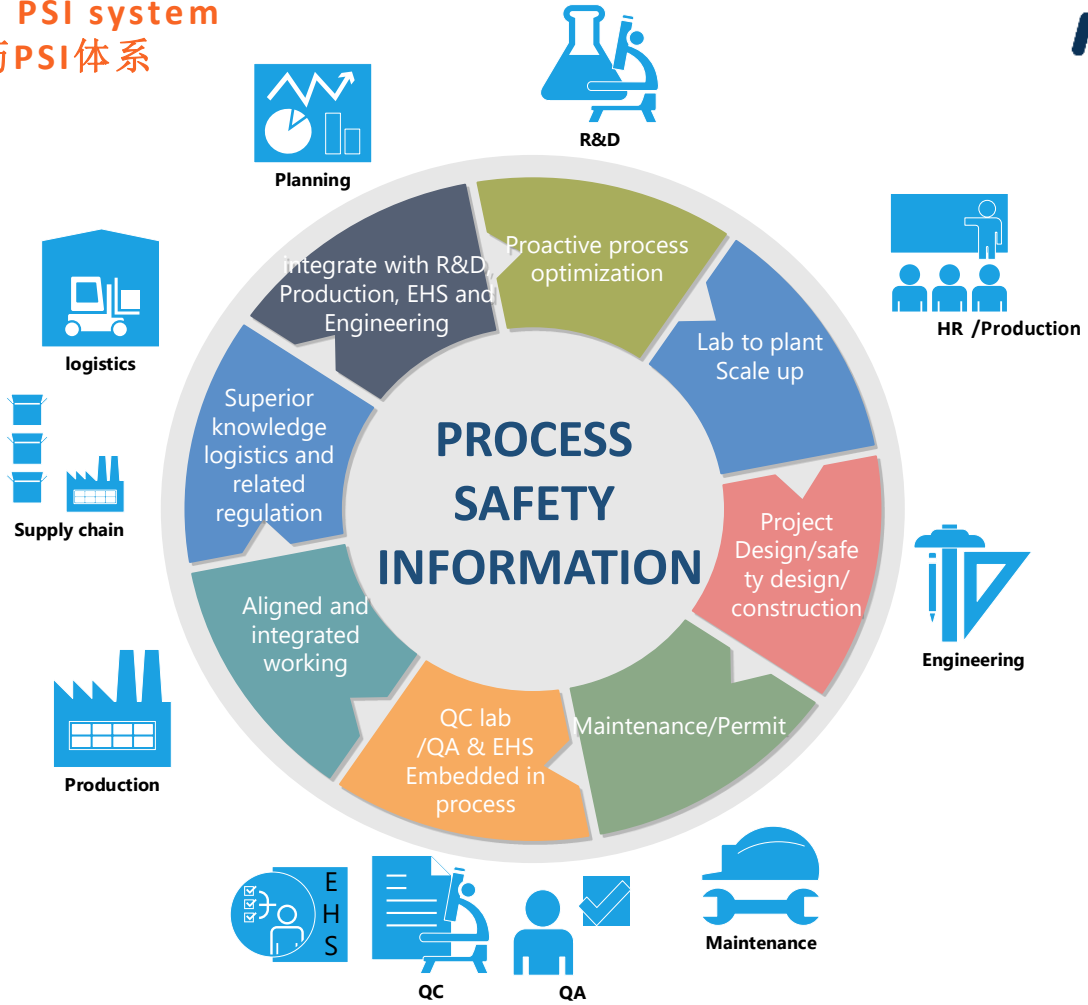 PSI system
与PSI体系
R&D
Planning
HR /Production
logistics
Supply chain
Engineering
Production
Maintenance
E
H
S
QC
QA
Proactive process
optimization
Lab to plant
Scale up
Project
Design/safe
ty design/
construction
Maintenance/Permit
QC lab
/QA & EHS
Embedded in
process
Aligned and
integrated
working
Superior
knowledge
logistics and
related
regulation
integrate with R&D,
Production, EHS and
Engineering
PROCESS
SAFETY
INFORMATION